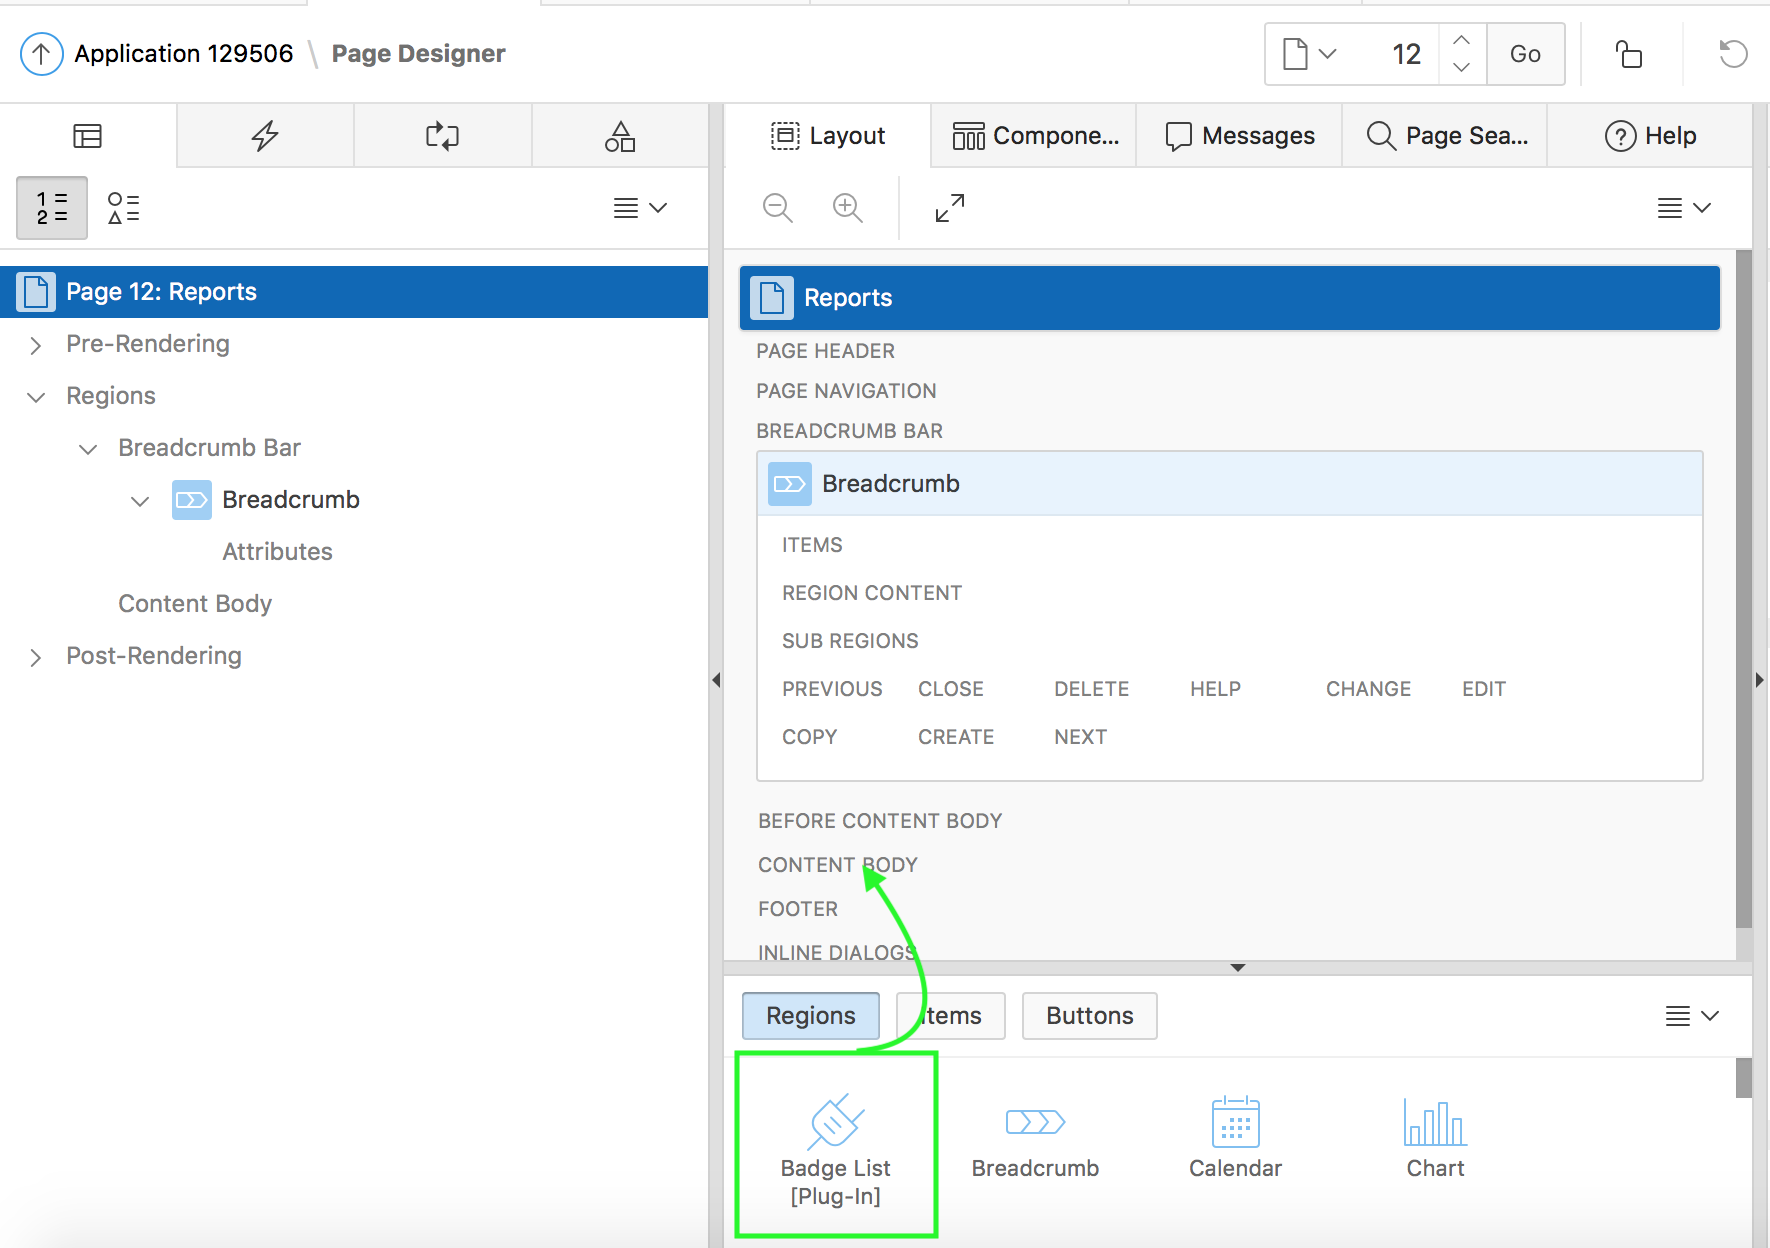 Application 129506 \ Page Designer
12
Go
Layout
Compone...
Messages
Page Sea...
Help
1
2
Page 12: Reports
Pre-Rendering
Regions
Breadcrumb Bar
Breadcrumb
Attributes
Content Body
Post-Rendering
Reports
PAGE HEADER
PAGE NAVIGATION
BREADCRUMB BAR
Breadcrumb
ITEMS
REGION CONTENT
SUB REGIONS
PREVIOUS CLOSE DELETE HELP CHANGE EDIT
COPY CREATE NEXT
BEFORE CONTENT BODY
CONTENT BODY
FOOTER
INLINE DIALOGS
Regions Items Buttons
Badge List
[Plug-In]
Breadcrumb
Calendar
Chart